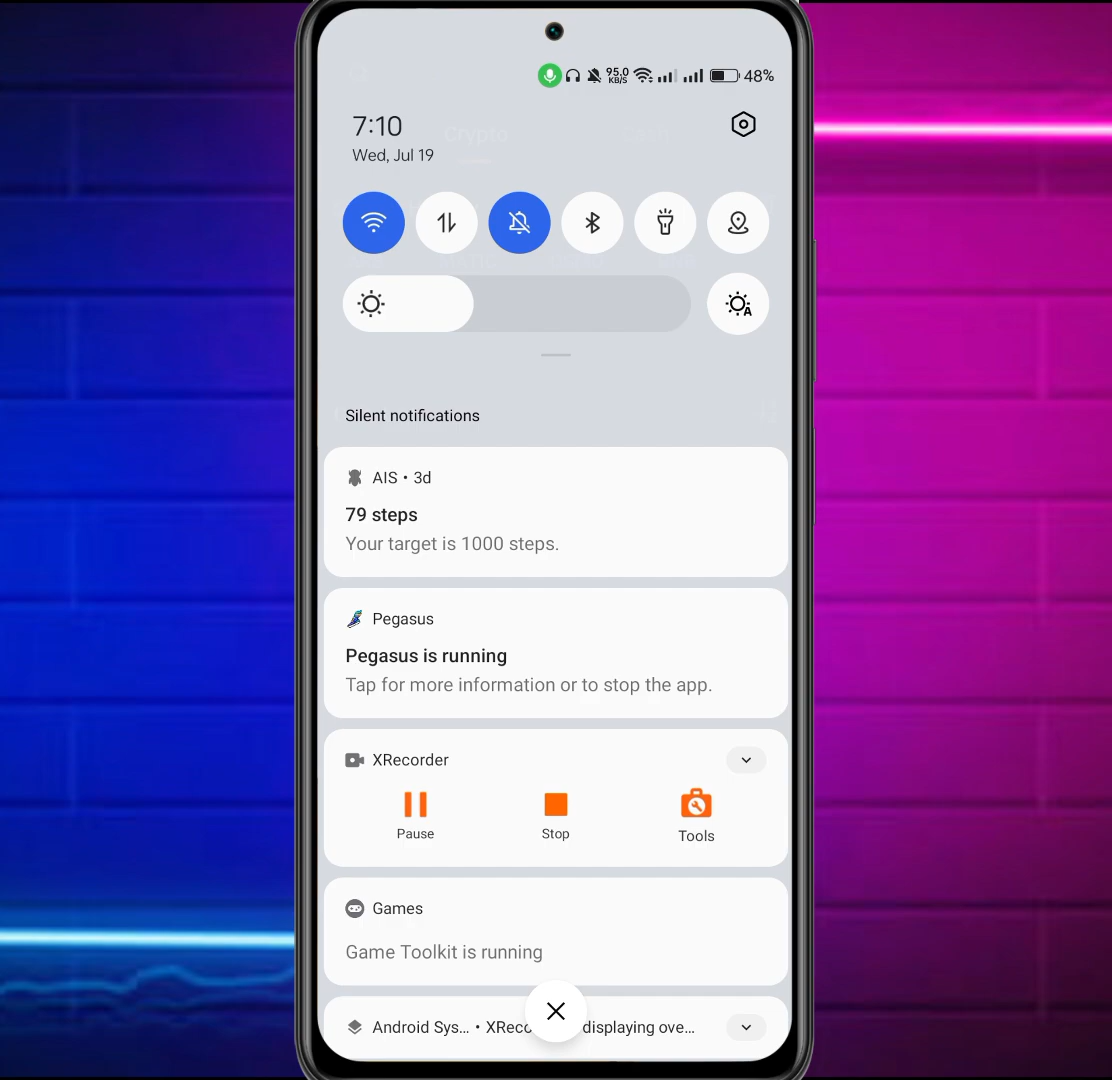 95.0
KB/S
48%
7:10
Wed, Jul 19
Crypto
Silent notifications
AIS • 3d
79 steps
Your target is 1000 steps.
Pegasus
Pegasus is running
Tap for more information or to stop the app.
XRecorder
Pause
Stop
Tools
Games
Game Toolkit is running
Android Sys… • XReco
displaying ove…